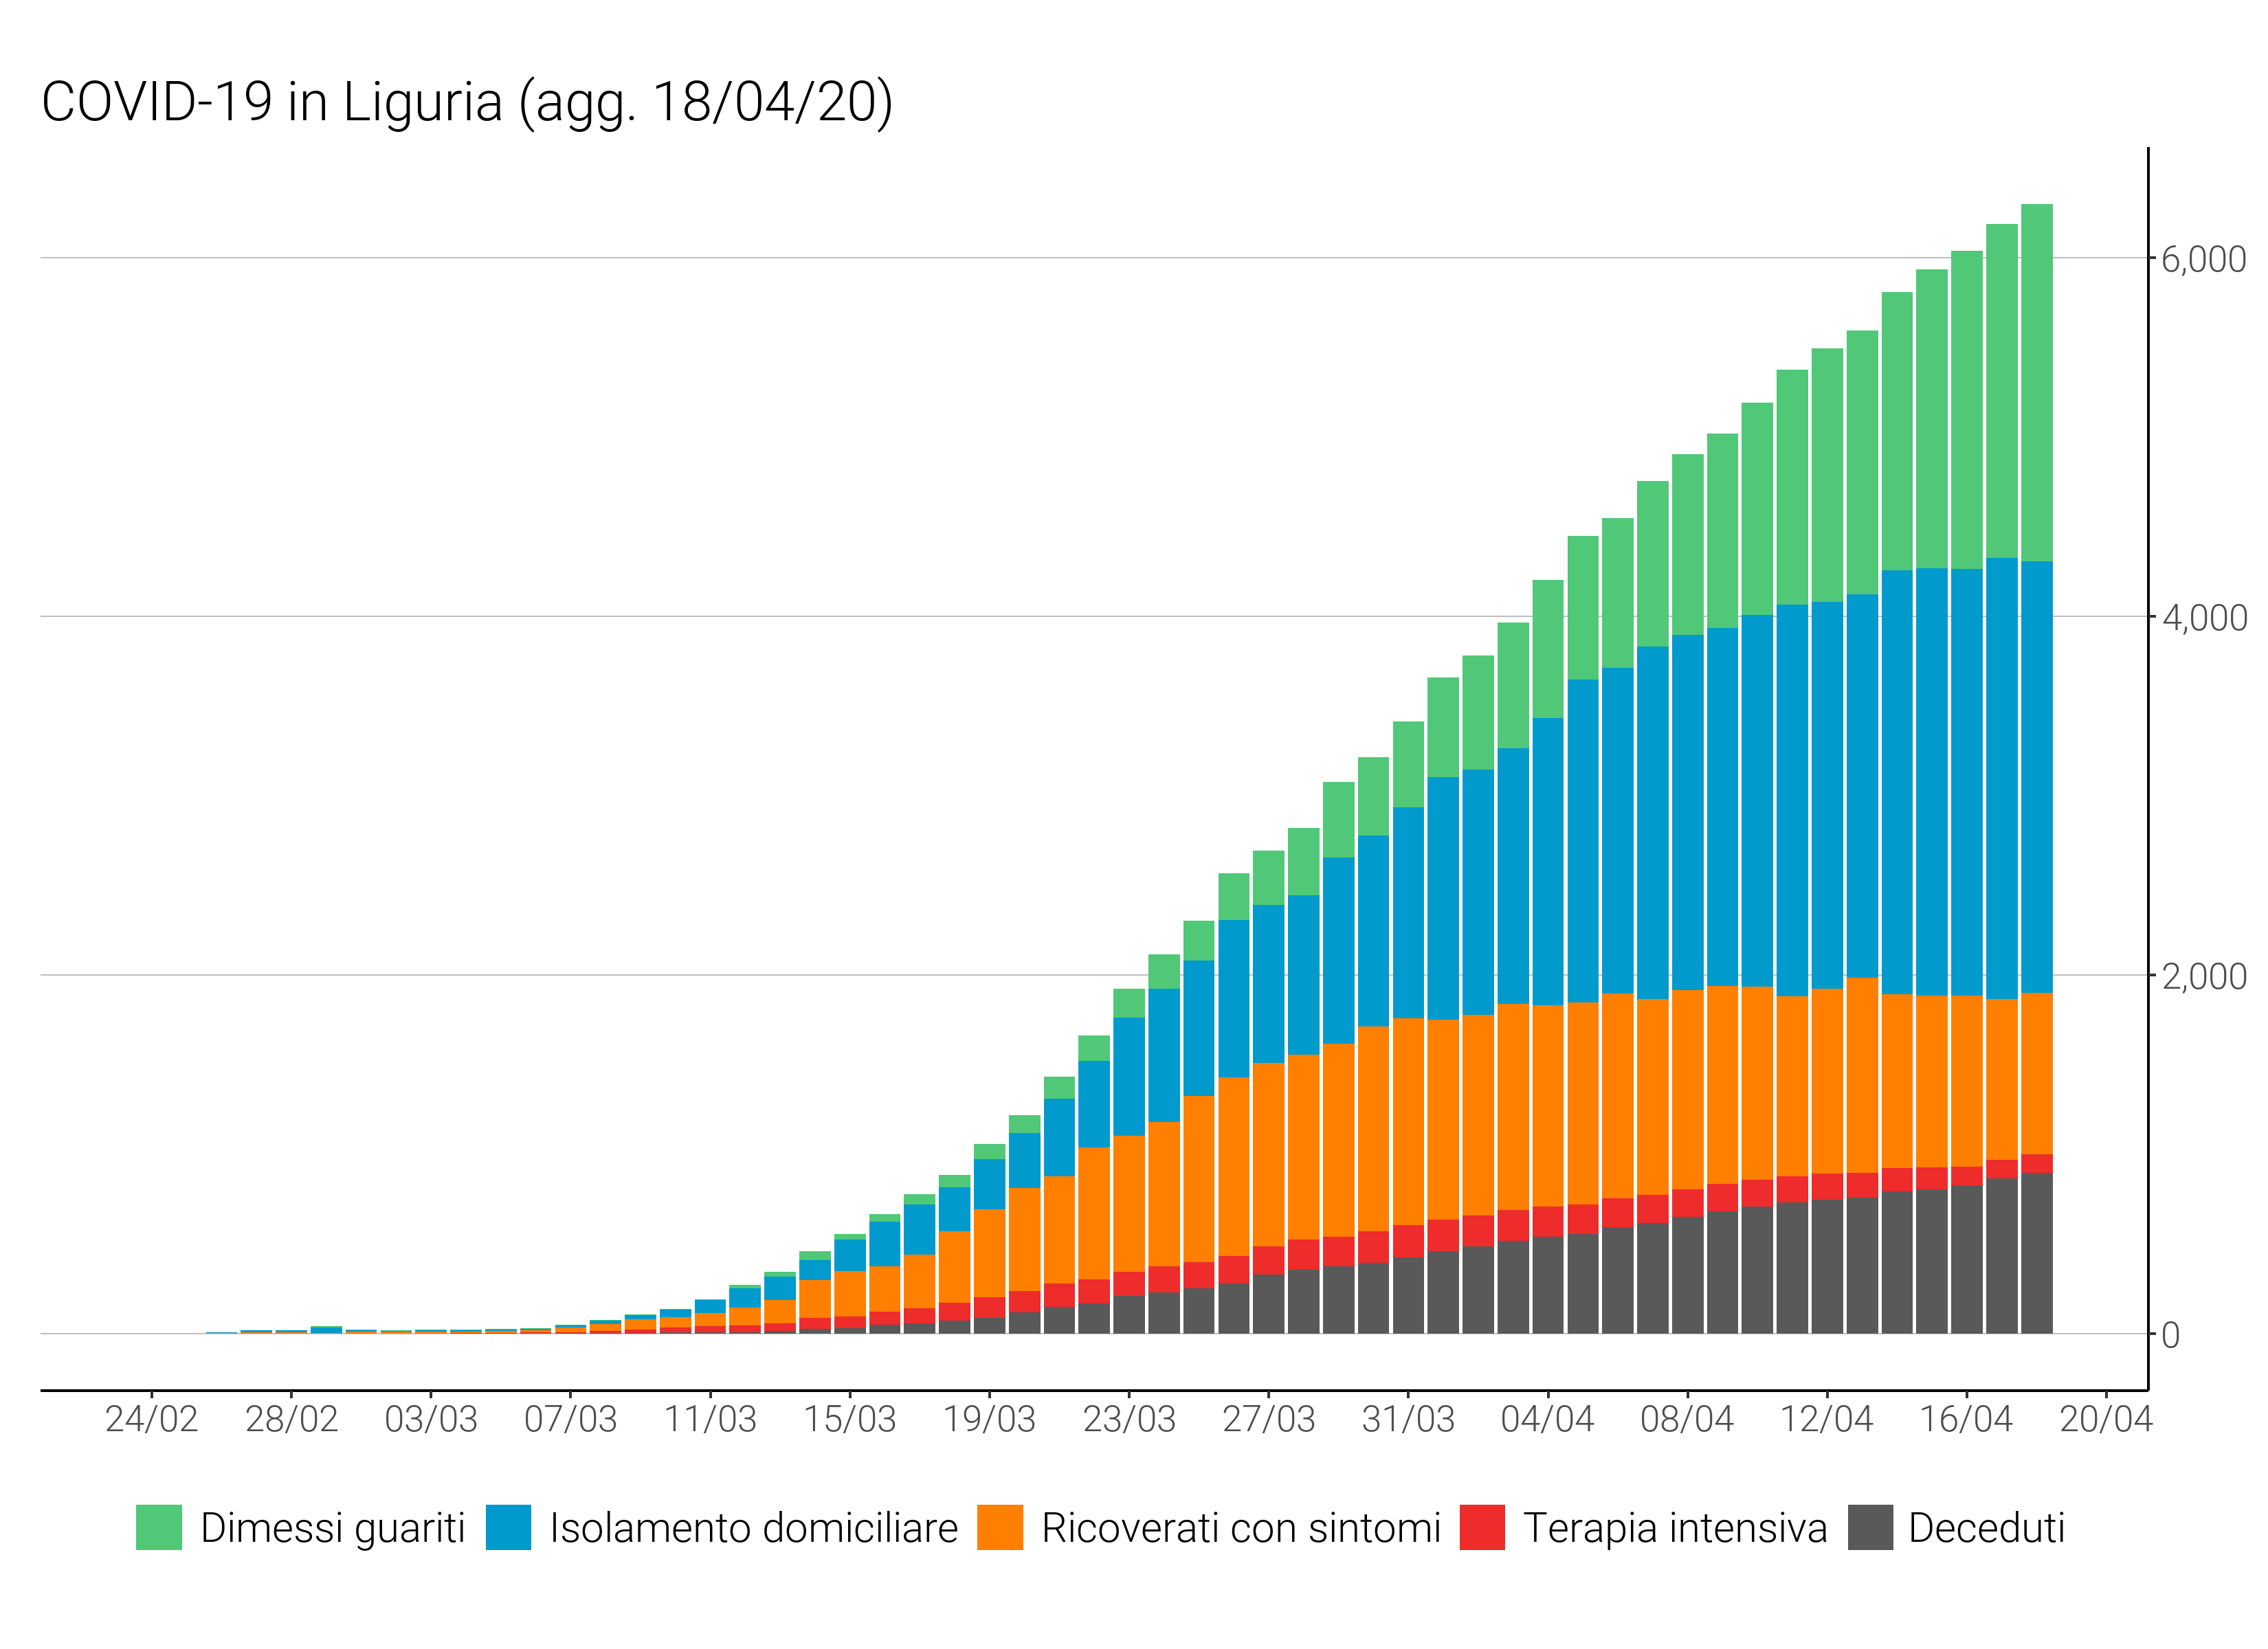 COVID-19 in Liguria (agg. 18/04/20)
6,000
4,000
2,000
0
24/02 28/02 03/03 07/03 11/03 15/03 19/03 23/03 27/03 31/03 04/04 08/04 12/04 16/04 20/04
Dimessi guariti Isolamento domiciliare Ricoverati con sintomi Terapia intensiva Deceduti